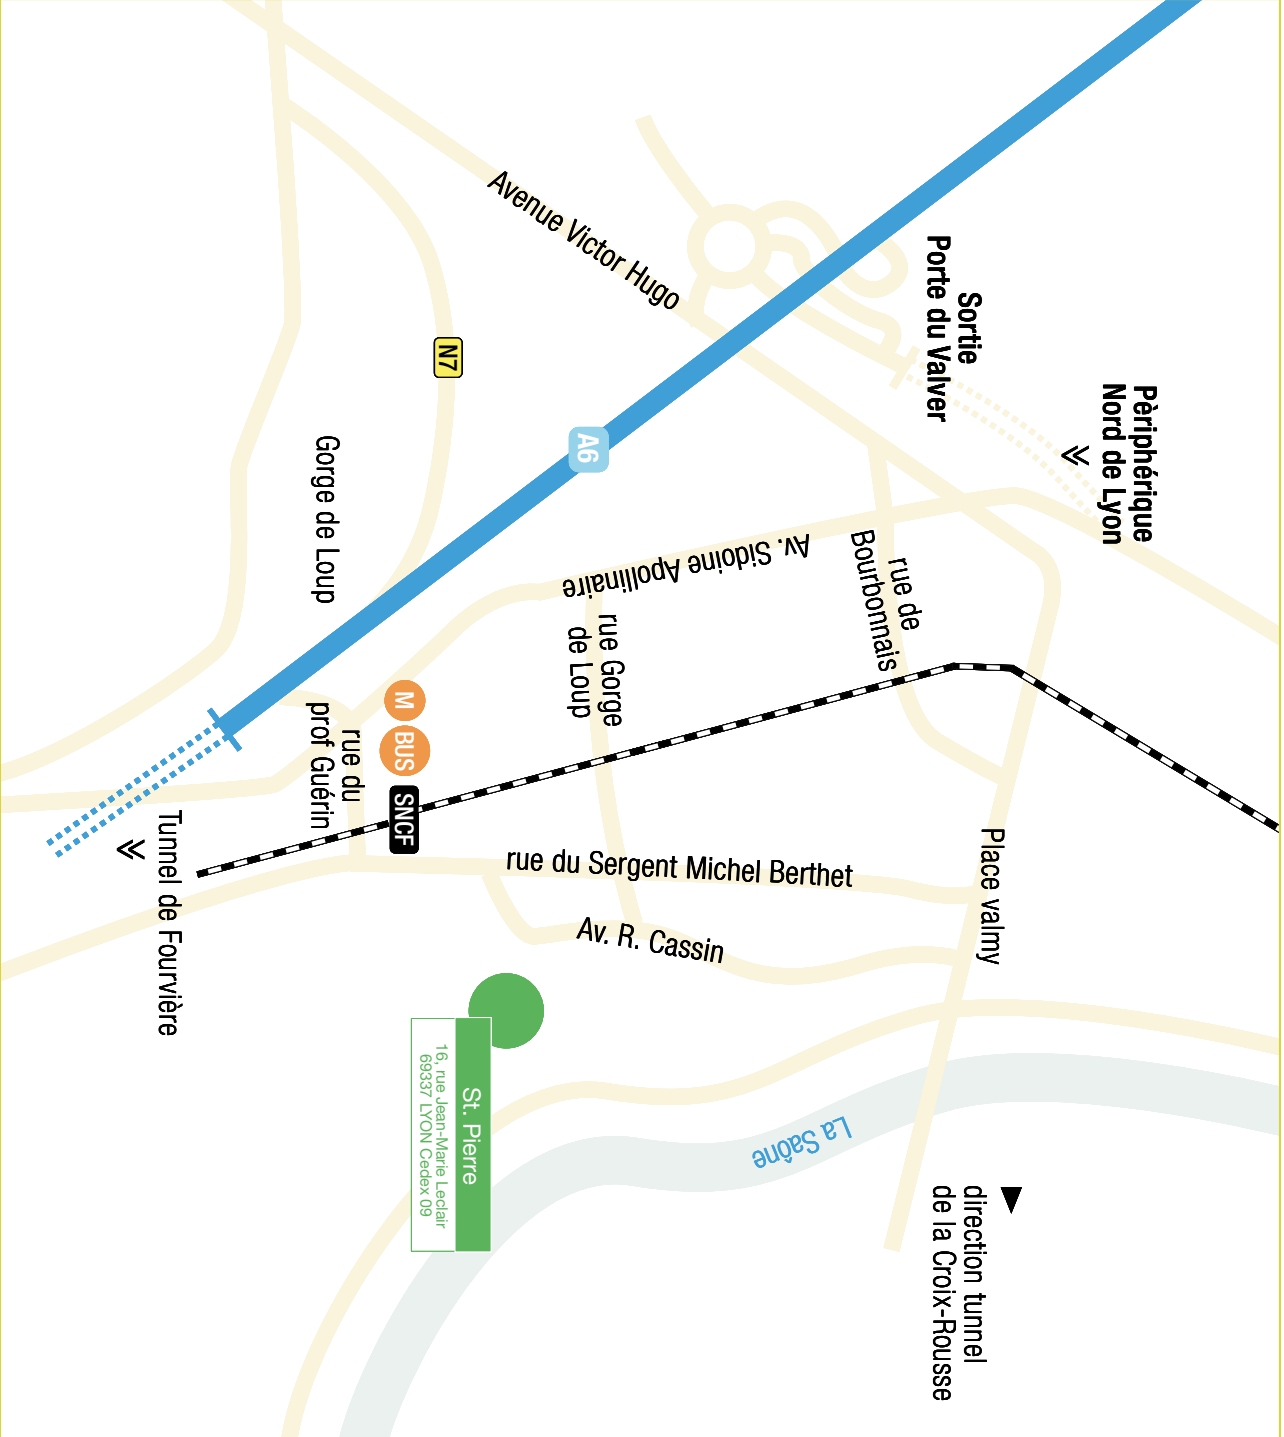 Pèriphérique
Nord de Lyon
Sortie
Porte du Valver
Avenue Victor Hugo
N7
A6
Gorge de Loup
Av. Sidoine Apollinaire
rue de
Bourbonnais
rue Gorge
de Loup
M
BUS
SNCF
rue du
prof Guérin
Tunnel de Fourvière
rue du Sergent Michel Berthet
Place valmy
Av. R. Cassin
St. Pierre
16, rue Jean-Marie Leclair
69337 LYON Cedex 09
La Saône
direction tunnel
de la Croix-Rousse